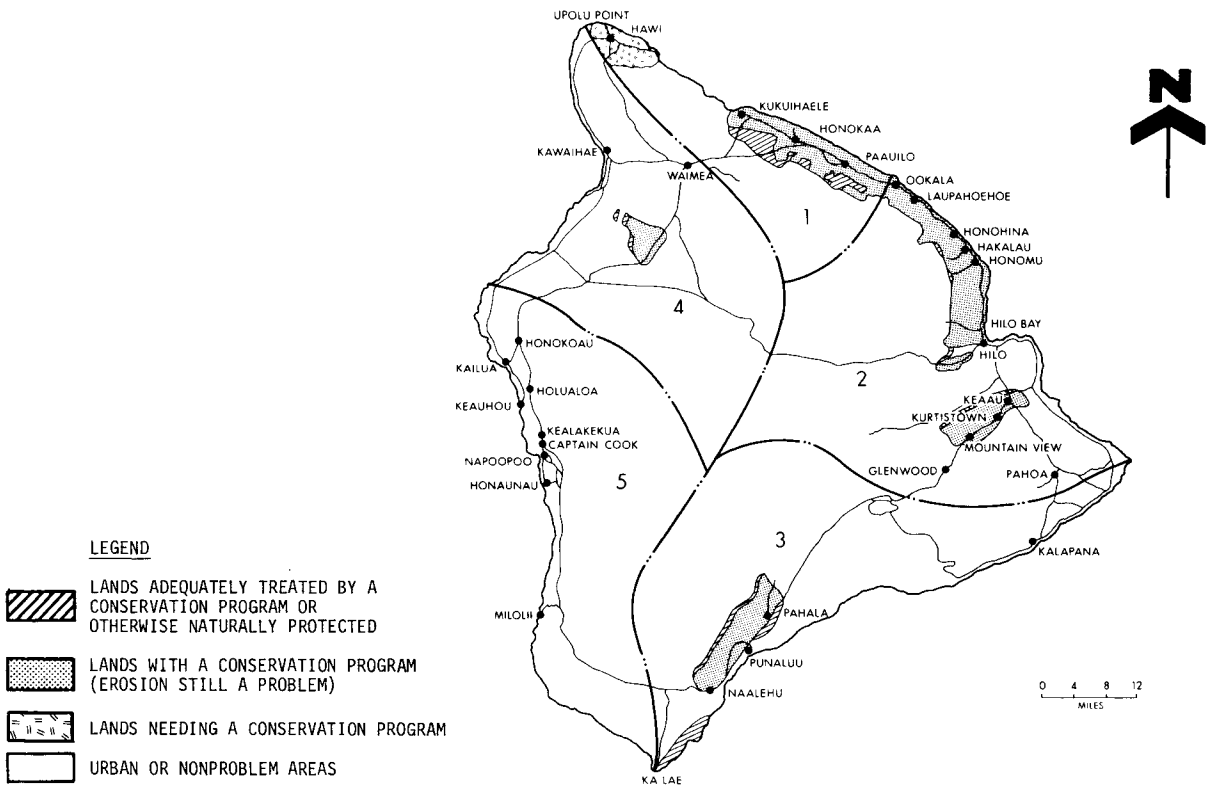 UPOLU POINT
HAWI
N
KUKUIHAELE
HONOKAA
PAAUILO
KAWAIHAE
WAIMEA
OOKALA
LAUPAHOEHOE
1
HONOHINA
HAKALAU
HONOMU
4
HILO BAY
HILO
HONOKOAU
KAILUA
2
HOLUALOA
KEAUHOU
KEAAU
KURTISTOWN
KEALAKEKUA
CAPTAIN COOK
MOUNTAIN VIEW
NAPOOPOO
GLENWOOD
PAHOA
HONAUNAU
5
3
KALAPANA
LEGEND
LANDS ADEQUATELY TREATED BY A
CONSERVATION PROGRAM OR
OTHERWISE NATURALLY PROTECTED
MILOLII
PAHALA
LANDS WITH A CONSERVATION PROGRAM
(EROSION STILL A PROBLEM)
PUNALUU
NAALEHU
0 4 8 12
MILES
LANDS NEEDING A CONSERVATION PROGRAM
URBAN OR NONPROBLEM AREAS
KA LAE